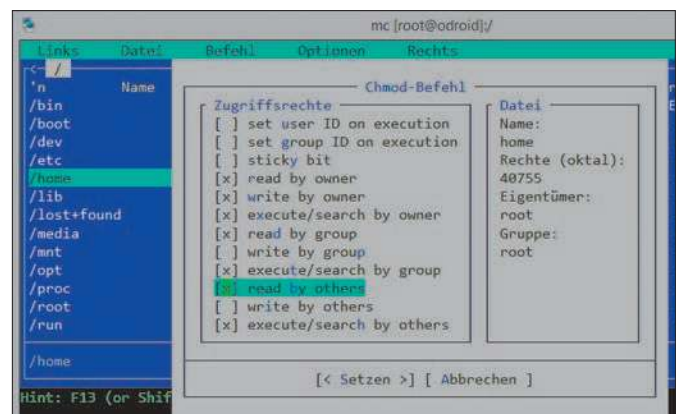 mc [root@odroid]:/
Links Datei Befehl Optionen Rechts
<- /
'n Name
/bin
/boot
/dev
/etc
/home
/lib
/lost+found
/media
/mnt
/opt
/proc
/root
/run
/home
Hint: F13 (or Shif
Chmod-Befehl
Zugriffsrechte
[ ] set user ID on execution
[ ] set group ID on execution
[ ] sticky bit
[x] read by owner
[x] write by owner
[x] execute/search by owner
[x] read by group
[ ] write by group
[x] execute/search by group
[x] read by others
[ ] write by others
[x] execute/search by others
Datei
Name:
home
Rechte (oktal):
40755
Eigentümer:
root
Gruppe:
root
[< Setzen >] [ Abbrechen ]